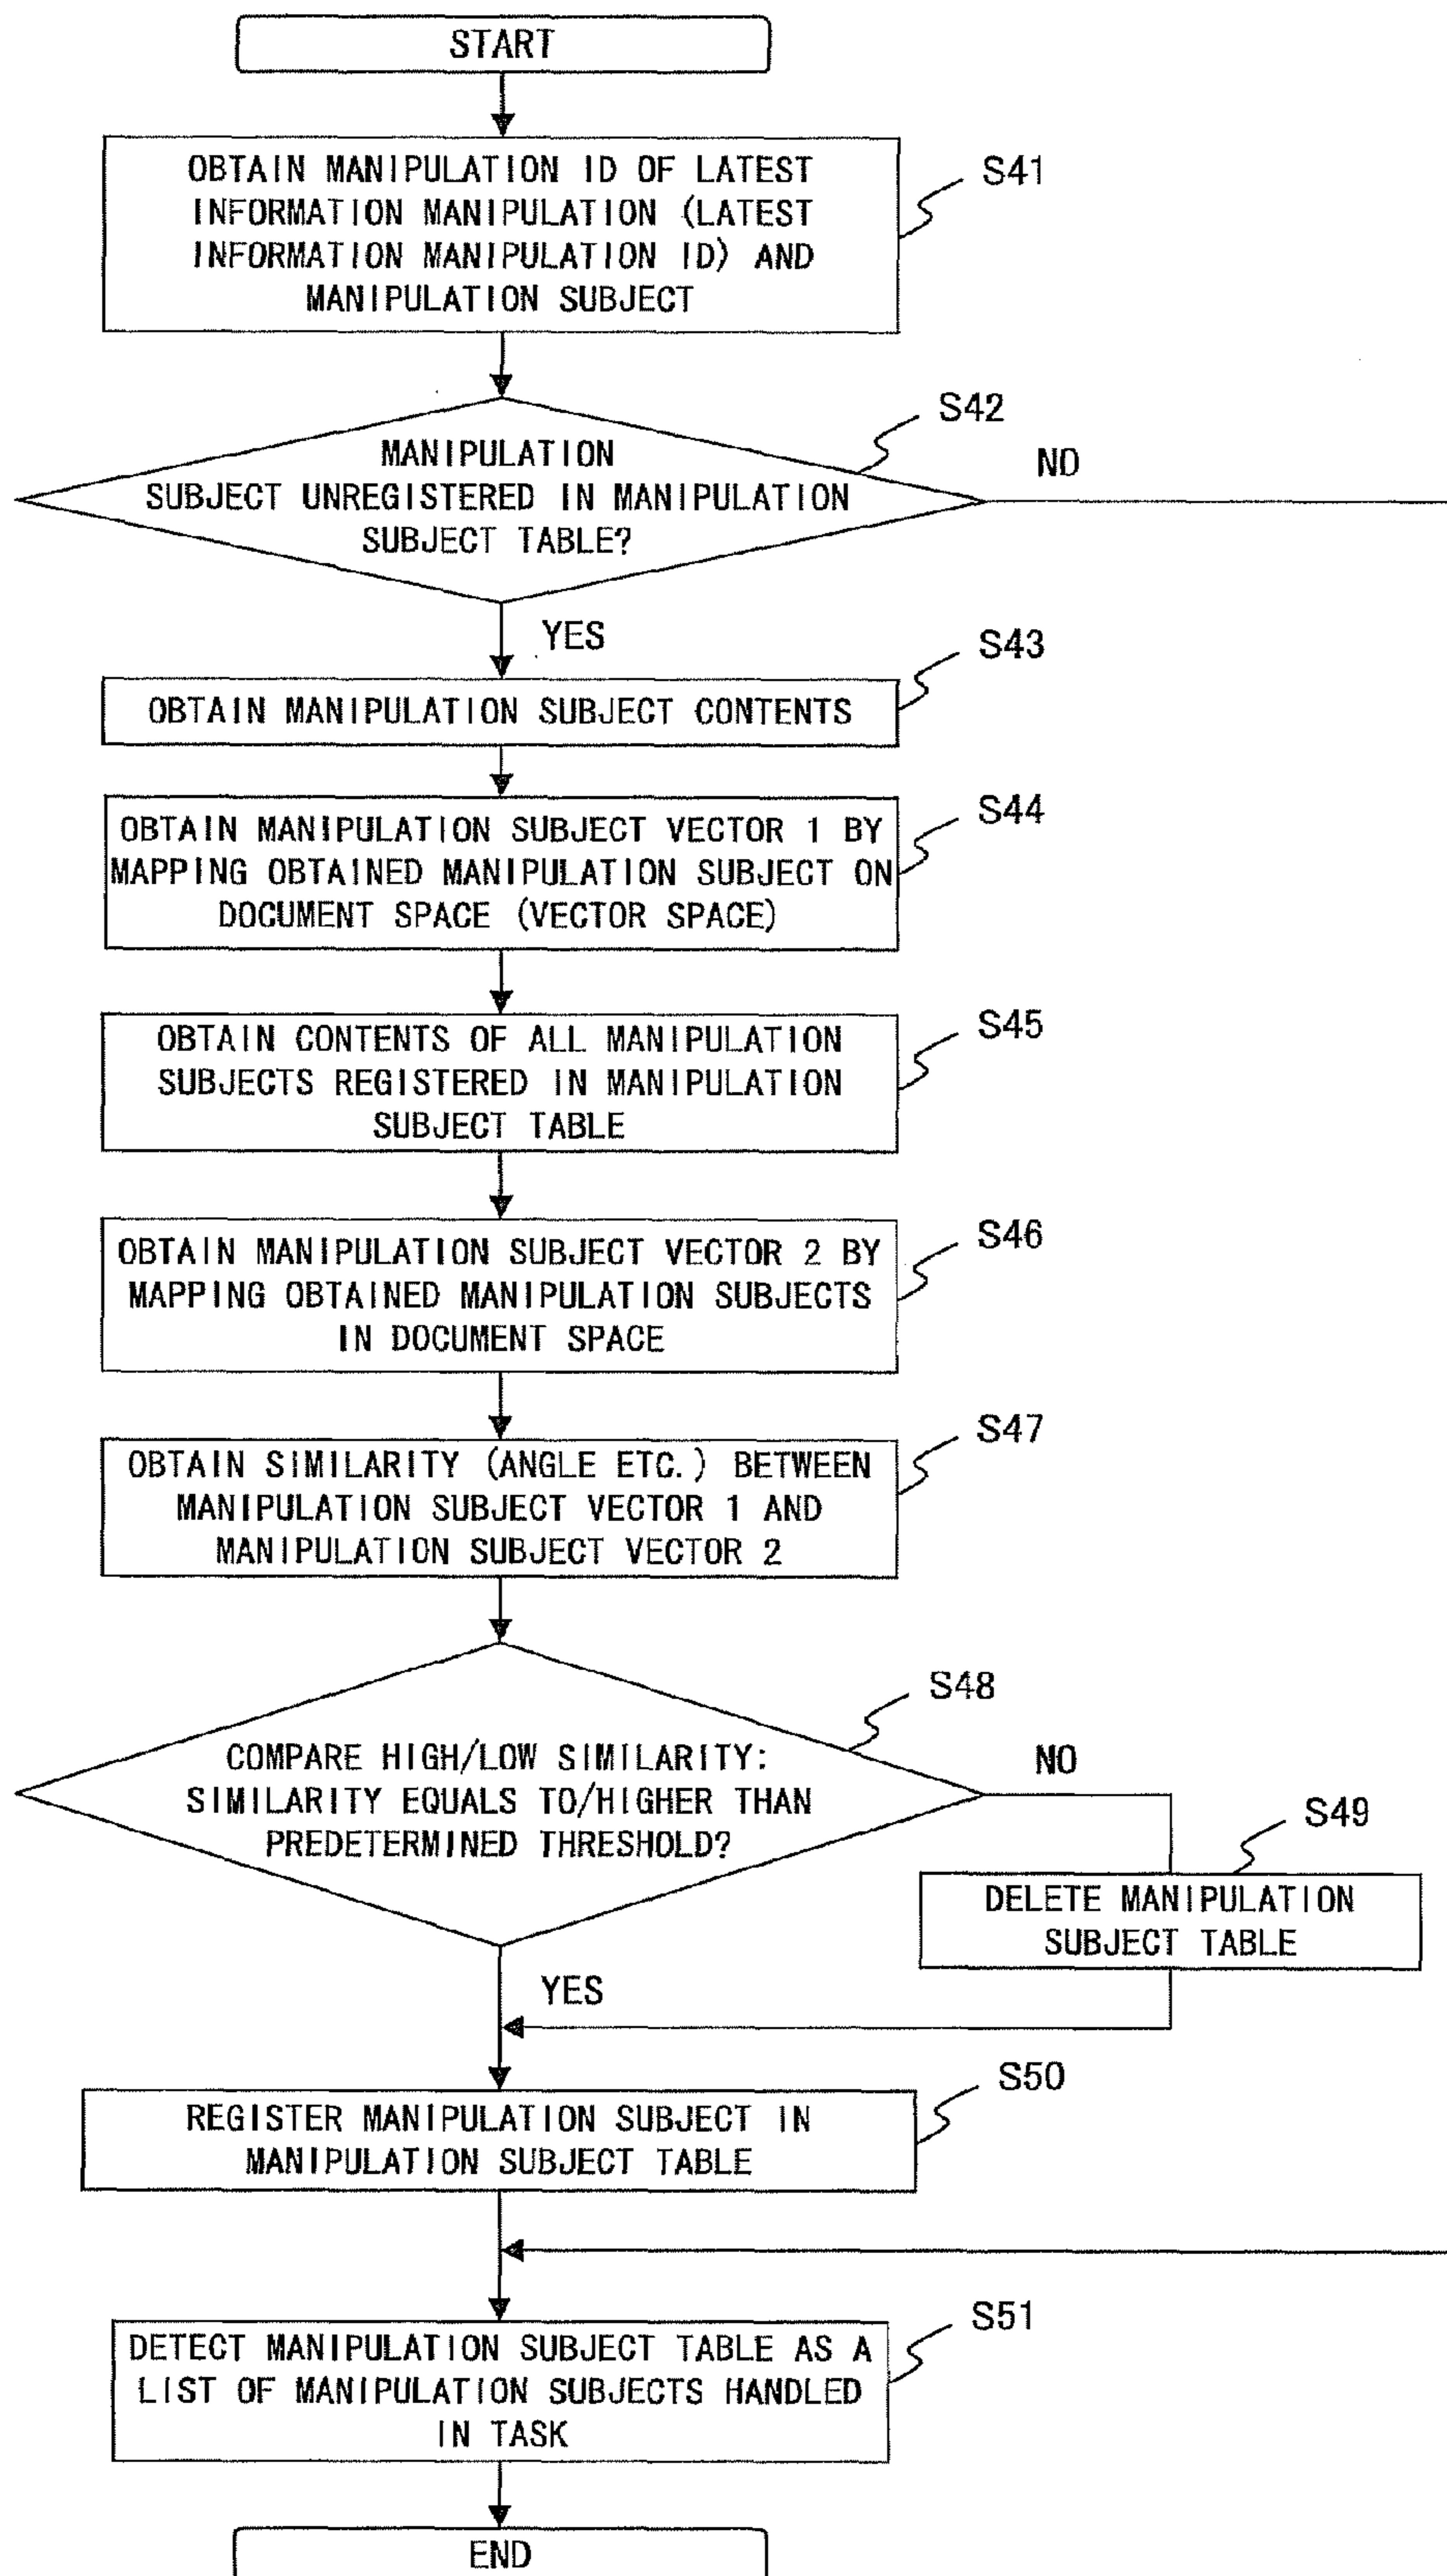 START
OBTAIN MANIPULATION ID OF LATEST
INFORMATION MANIPULATION (LATEST
INFORMATION MANIPULATION ID) AND
MANIPULATION SUBJECT
S41
MANIPULATION
SUBJECT UNREGISTERED IN MANIPULATION
SUBJECT TABLE?
S42
NO
YES
OBTAIN MANIPULATION SUBJECT CONTENTS
S43
OBTAIN MANIPULATION SUBJECT VECTOR 1 BY
MAPPING OBTAINED MANIPULATION SUBJECT ON
DOCUMENT SPACE (VECTOR SPACE)
S44
OBTAIN CONTENTS OF ALL MANIPULATION
SUBJECTS REGISTERED IN MANIPULATION
SUBJECT TABLE
S45
OBTAIN MANIPULATION SUBJECT VECTOR 2 BY
MAPPING OBTAINED MANIPULATION SUBJECTS
IN DOCUMENT SPACE
S46
OBTAIN SIMILARITY (ANGLE ETC.) BETWEEN
MANIPULATION SUBJECT VECTOR 1 AND
MANIPULATION SUBJECT VECTOR 2
S47
COMPARE HIGH/LOW SIMILARITY:
SIMILARITY EQUALS TO/HIGHER THAN
PREDETERMINED THRESHOLD?
S48
NO
S49
DELETE MANIPULATION
SUBJECT TABLE
YES
REGISTER MANIPULATION SUBJECT IN
MANIPULATION SUBJECT TABLE
S50
DETECT MANIPULATION SUBJECT TABLE AS A
LIST OF MANIPULATION SUBJECTS HANDLED
IN TASK
S51
END